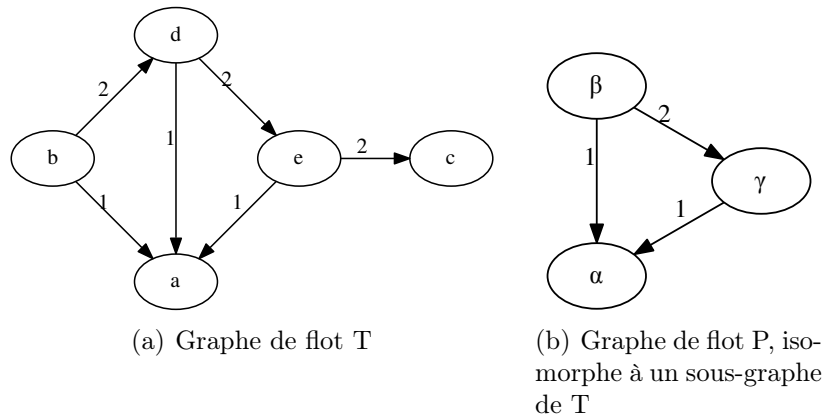 d
2
2
1
b
e
2
c
1
1
a
(a) Graphe de flot T
β
2
1
γ
1
α
(b) Graphe de flot P, iso-
morphe à un sous-graphe
de T